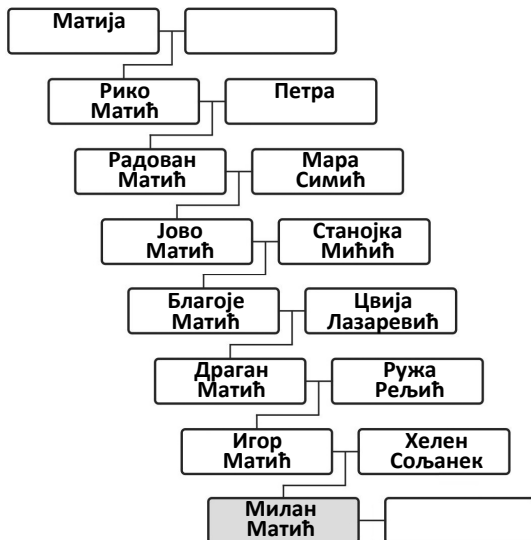 Матија
Рико
Матић
Петра
Радован
Матић
Мара
Симић
Јово
Матић
Станојка
Мићић
Благоје
Матић
Цвија
Лазаревић
Драган
Матић
Ружа
Рељић
Игор
Матић
Хелен
Сољанек
Милан
Матић